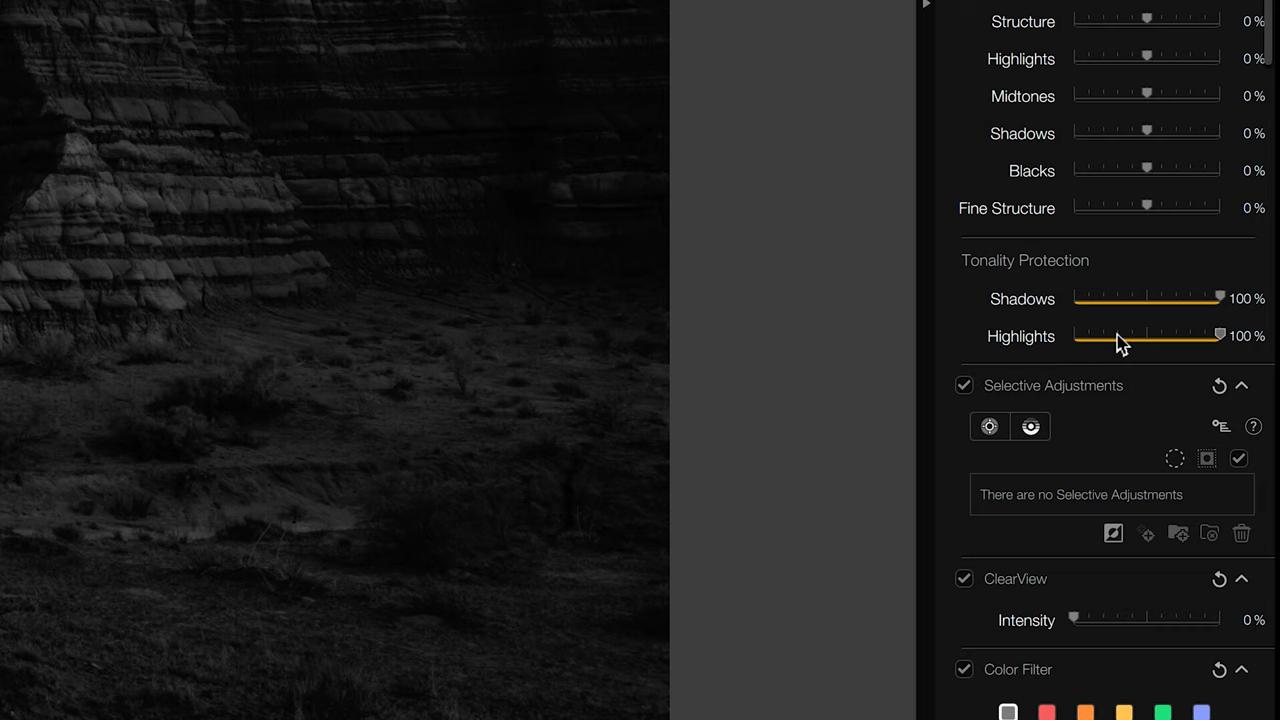 Structure 0 %
Highlights 0 %
Midtones 0 %
Shadows 0 %
Blacks 0 %
Fine Structure 0 %
Tonality Protection
Shadows 100 %
Highlights 100 %
Selective Adjustments
?
There are no Selective Adjustments
ClearView
Intensity 0 %
Color Filter